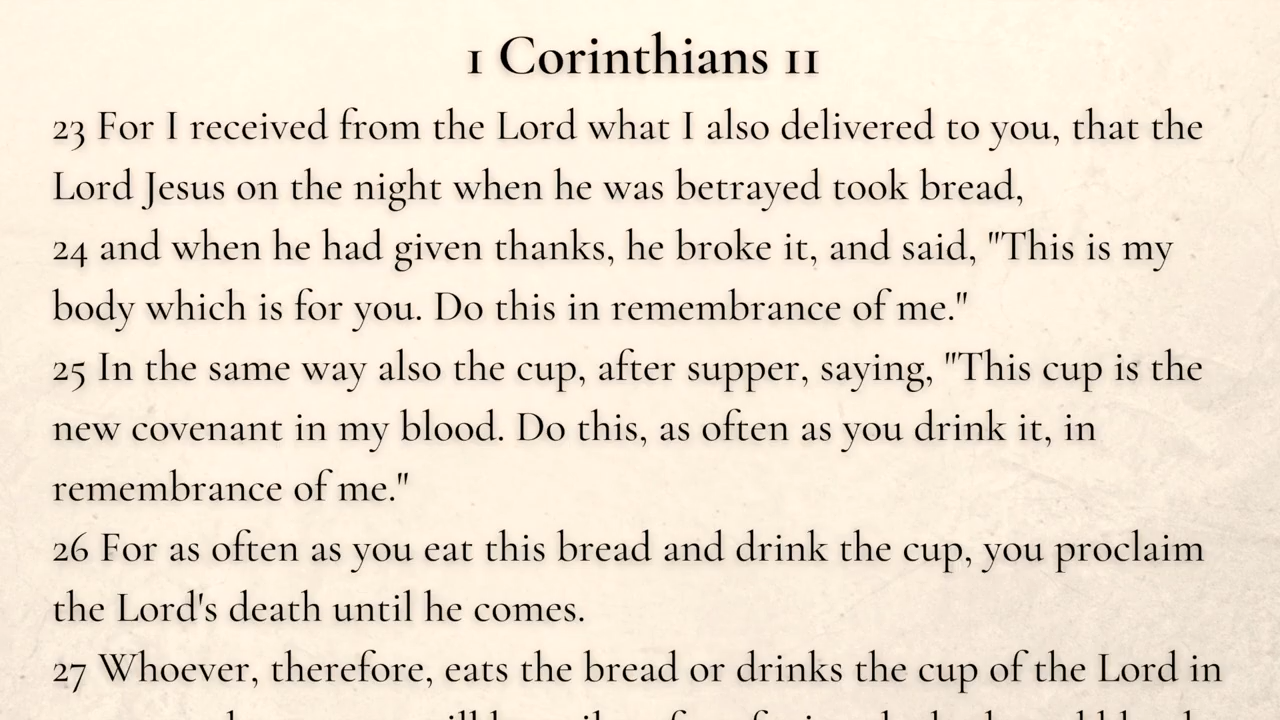 1 Corinthians 11
23 For I received from the Lord what I also delivered to you, that the
Lord Jesus on the night when he was betrayed took bread,
24 and when he had given thanks, he broke it, and said, "This is my
body which is for you. Do this in remembrance of me."
25 In the same way also the cup, after supper, saying, "This cup is the
new covenant in my blood. Do this, as often as you drink it, in
remembrance of me."
26 For as often as you eat this bread and drink the cup, you proclaim
the Lord's death until he comes.
27 Whoever, therefore, eats the bread or drinks the cup of the Lord in